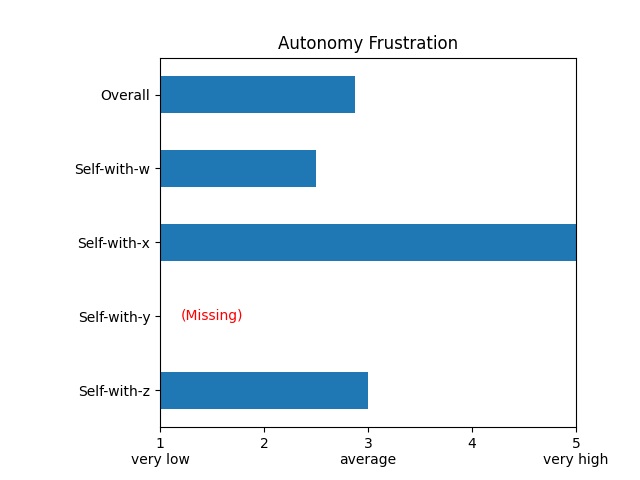 Autonomy Frustration
Overall
Self-with-w
Self-with-x
Self-with-y
(Missing)
Self-with-z
1 2 3 4 5
very low average very high